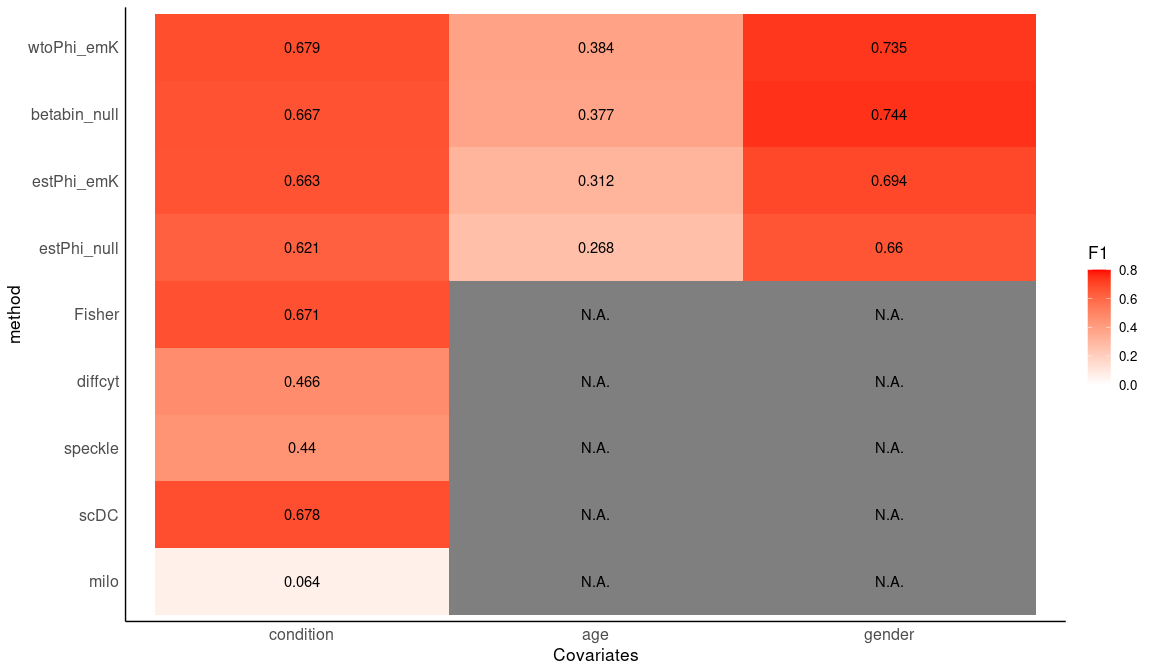 wtoPhi_emK 0.679 0.384 0.735
betabin_null 0.667 0.377 0.744
estPhi_emK 0.663 0.312 0.694
estPhi_null 0.621 0.268 0.66
Fisher 0.671 N.A. N.A.
diffcyt 0.466 N.A. N.A.
speckle 0.44 N.A. N.A.
scDC 0.678 N.A. N.A.
milo 0.064 N.A. N.A.
condition age gender
Covariates
method
F1
0.8
0.6
0.4
0.2
0.0